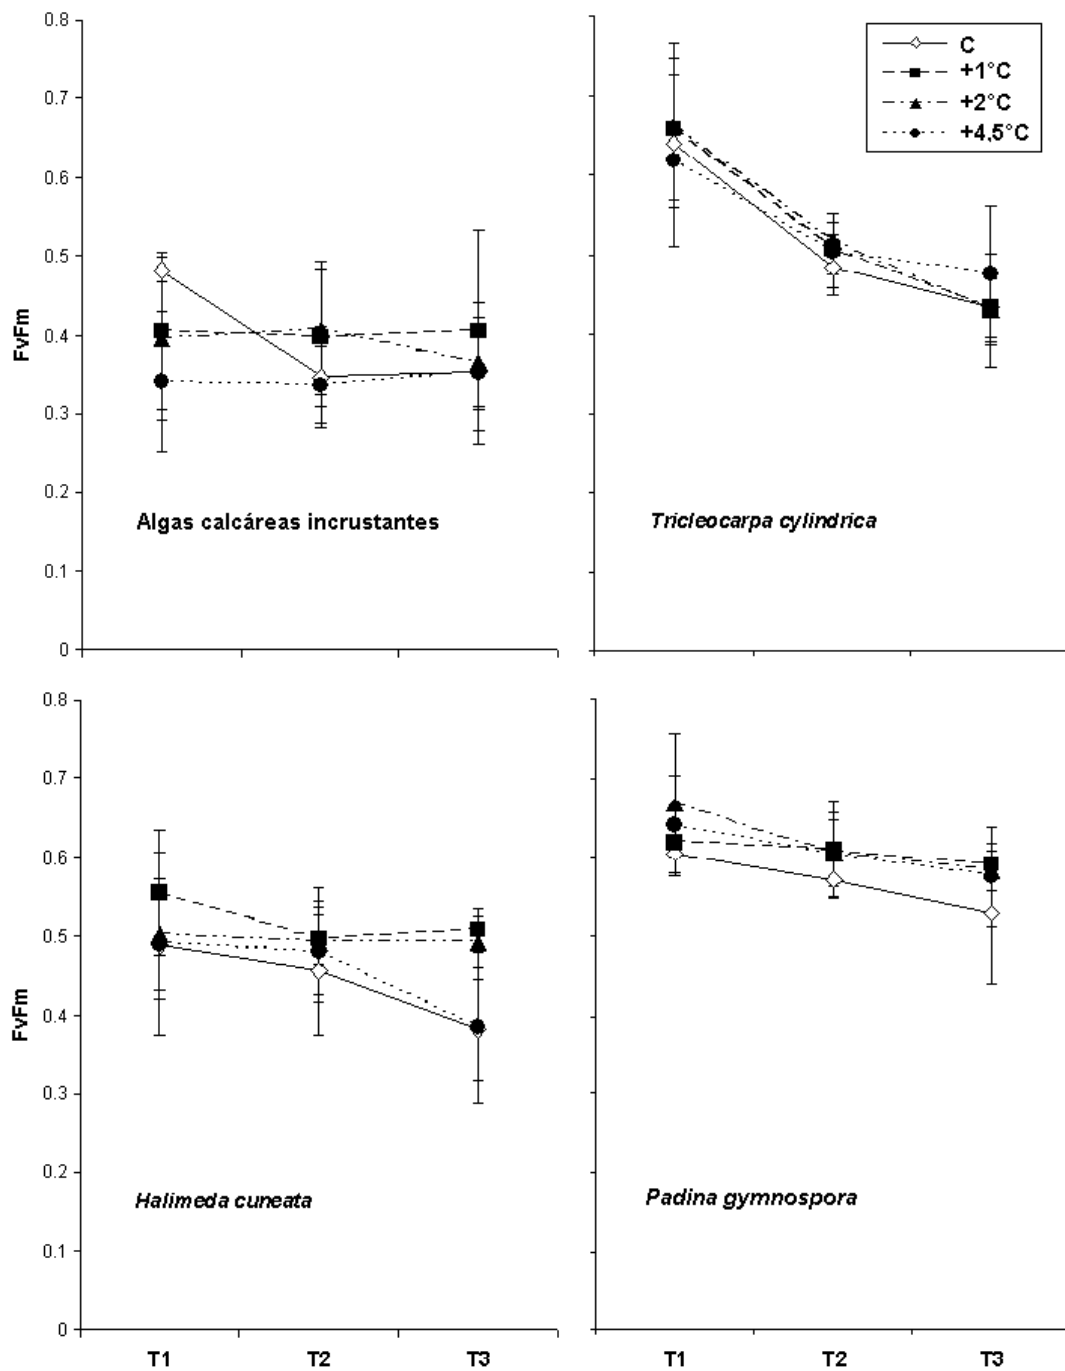 0.8
0.7
0.6
0.5
0.4
0.3
0.2
0.1
0
FvFm
Algas calcáreas incrustantes
C
+1°C
+2°C
+4,5°C
Tricleocarpa cylindrica
0.8
0.7
0.6
0.5
0.4
0.3
0.2
0.1
0
FvFm
Halimeda cuneata
T1 T2 T3
Padina gymnospora
T1 T2 T3